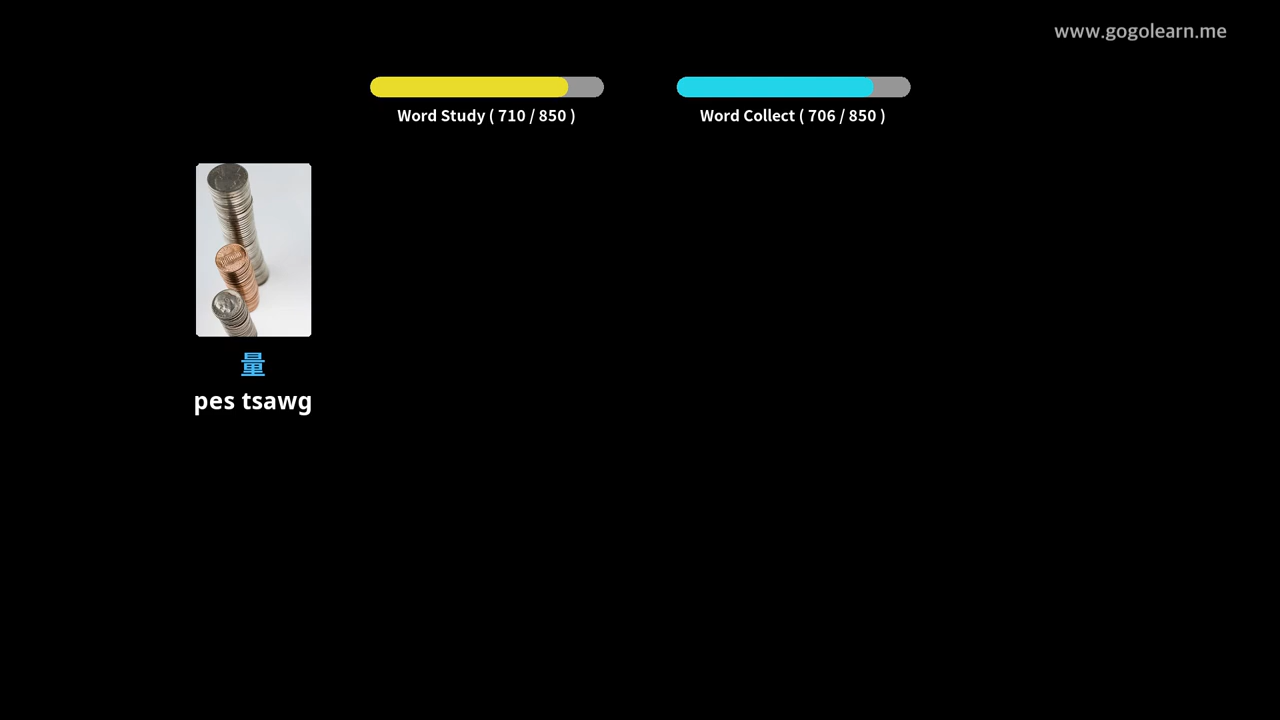 www.gogolearn.me
Word Study ( 710 / 850 )
Word Collect ( 706 / 850 )
量
pes tsawg